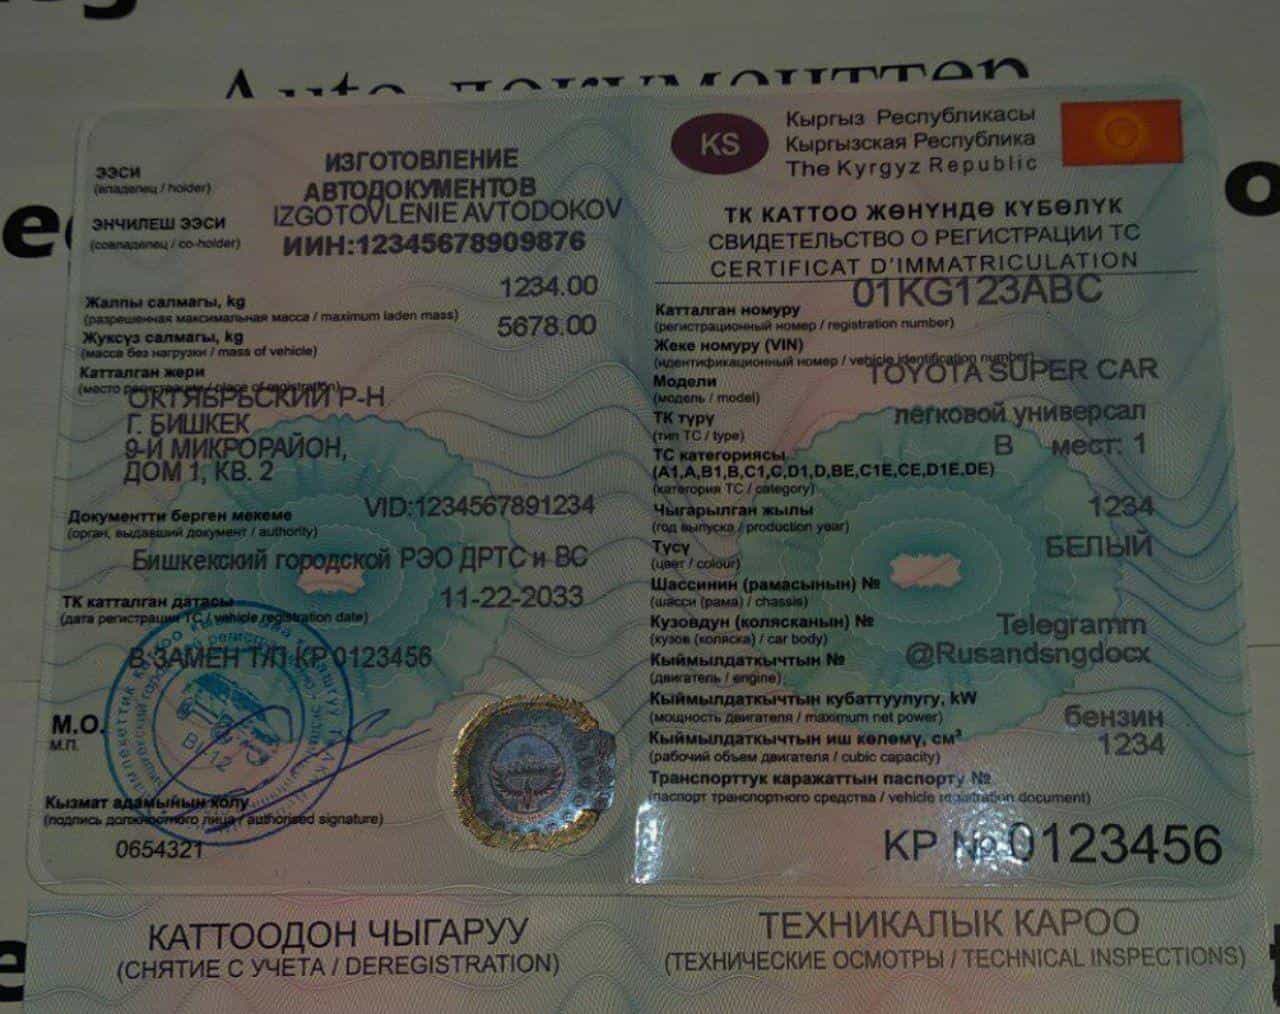 Auto документтер
ЭЭСИ
(владелец / holder)
ИЗГОТОВЛЕНИЕ
АВТОДОКУМЕНТОВ
ЭНЧИЛЕШ ЭЭСИ
(совладелец / co-holder)
IZGOTOVLENIE AVTODOKOV
ИИН:12345678909876
Жалпы салмагы, kg
(разрешенная максимальная масса / maximum laden mass)
1234.00
Жуксуз салмагы, kg
(масса без нагрузки / mass of vehicle)
5678.00
Катталган жери
(место регистрации / place of registration)
ОКТЯБРЬСКИЙ Р-Н
Г. БИШКЕК
9-Й МИКРОРАЙОН,
ДОМ 1, КВ. 2
VID:1234567891234
Документти берген мекеме
(орган, выдавший документ / authority)
Бишкекский городской РЭО ДРТС и ВС
ТК катталган датасы
(дата регистрации ТС / vehicle registration date)
11-22-2033
В ЗАМЕН Т/П КР 0123456
М.О.
М.П.
Кызмат адамынын колу
(подпись должностного лица / authorised signature)
0654321
KS
Кыргыз Республикасы
Кыргызская Республика
The Kyrgyz Republic
ТК КАТТОО ЖӨНҮНДӨ КҮБӨЛҮК
СВИДЕТЕЛЬСТВО О РЕГИСТРАЦИИ ТС
CERTIFICAT D'IMMATRICULATION
01KG123ABC
Катталган номуру
(регистрационный номер / registration number)
Жеке номуру (VIN)
(идентификационный номер / vehicle identification number)
TOYOTA SUPER CAR
Модели
(модель / model)
ТК түрү
(тип ТС / type)
легковой универсал
В мест: 1
ТС категориясы
(A1,A,B1,B,C1,C,D1,D,BE,C1E,CE,D1E,DE)
(категория ТС / category)
Чыгарылган жылы
(год выпуска / production year)
1234
Түсү
(цвет / colour)
БЕЛЫЙ
Шассинин (рамасынын) №
(шасси (рама) / chassis)
Кузовдун (колясканын) №
(кузов (коляска) / car body)
Telegramm
@Rusandsngdocx
Кыймылдаткычтын №
(двигатель / engine)
Кыймылдаткычтын кубаттуулугу, kW
(мощность двигателя / maximum net power)
бензин
Кыймылдаткычтын иш көлөмү, см³
(рабочий объем двигателя / cubic capacity)
1234
Транспорттук каражаттын паспорту №
(паспорт транспортного средства / vehicle registration document)
КР № 0123456
КАТТООДОН ЧЫГАРУУ
(СНЯТИЕ С УЧЕТА / DEREGISTRATION)
ТЕХНИКАЛЫК КАРОО
(ТЕХНИЧЕСКИЕ ОСМОТРЫ / TECHNICAL INSPECTIONS)